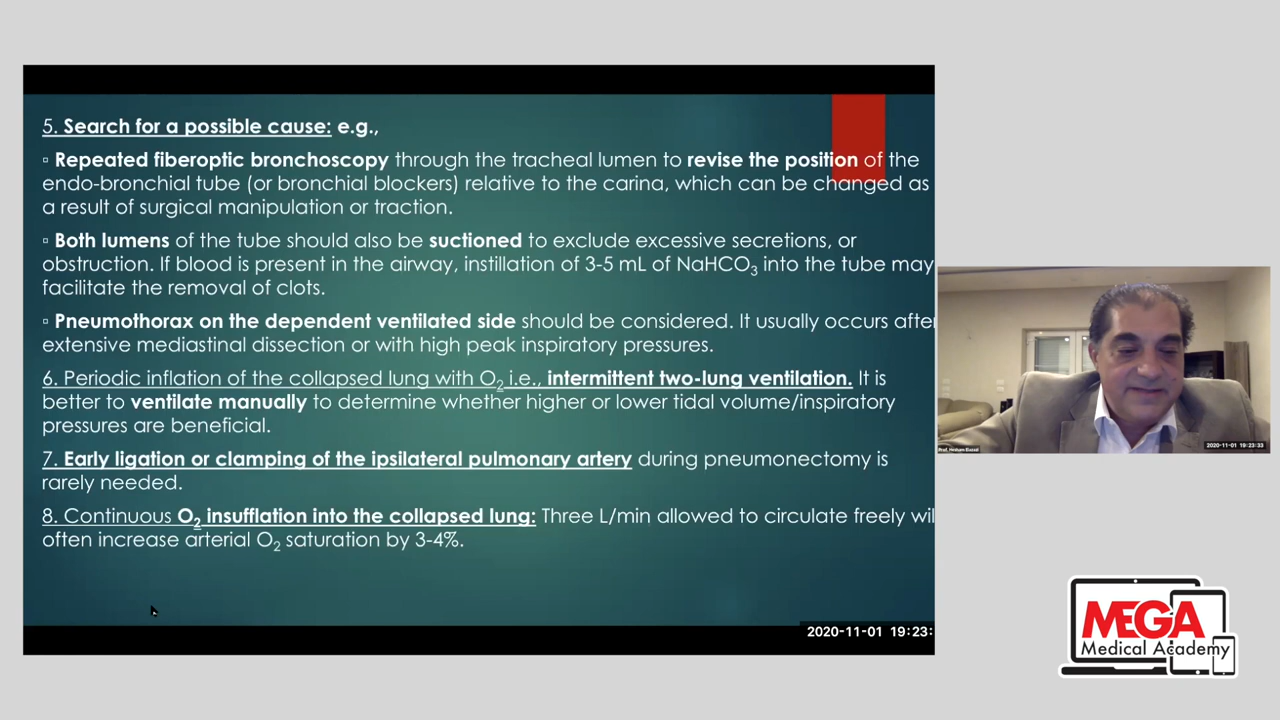 5. Search for a possible cause: e.g.,
▫ Repeated fiberoptic bronchoscopy through the tracheal lumen to revise the position of the
endo-bronchial tube (or bronchial blockers) relative to the carina, which can be changed as
a result of surgical manipulation or traction.
▫ Both lumens of the tube should also be suctioned to exclude excessive secretions, or
obstruction. If blood is present in the airway, instillation of 3-5 mL of NaHCO₃ into the tube may
facilitate the removal of clots.
▫ Pneumothorax on the dependent ventilated side should be considered. It usually occurs after
extensive mediastinal dissection or with high peak inspiratory pressures.
6. Periodic inflation of the collapsed lung with O₂ i.e., intermittent two-lung ventilation. It is
better to ventilate manually to determine whether higher or lower tidal volume/inspiratory
pressures are beneficial.
7. Early ligation or clamping of the ipsilateral pulmonary artery during pneumonectomy is
rarely needed.
8. Continuous O₂ insufflation into the collapsed lung: Three L/min allowed to circulate freely wil
often increase arterial O₂ saturation by 3-4%.
2020-11-01 19:23:
2020-11-01 19:23:33
MEGA
Medical Academy